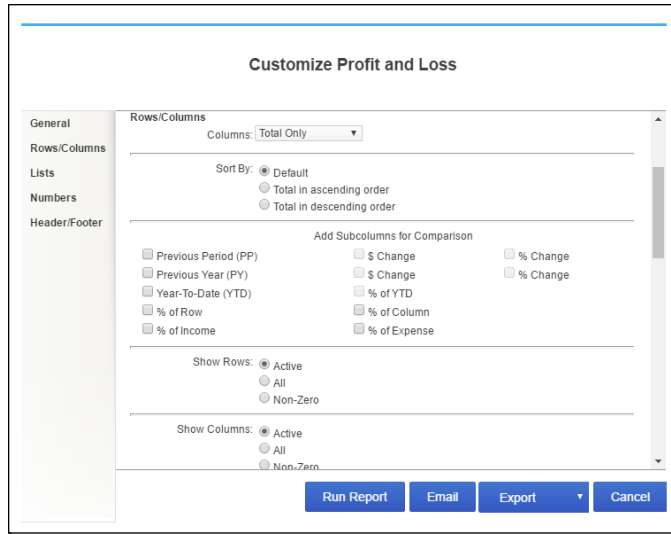 Customize Profit and Loss
General
Rows/Columns
Lists
Numbers
Header/Footer
Rows/Columns
Columns: Total Only
Sort By: Default
Total in ascending order
Total in descending order
Add Subcolumns for Comparison
Previous Period (PP) $ Change % Change
Previous Year (PY) $ Change % Change
Year-To-Date (YTD) % of YTD
% of Row % of Column
% of Income % of Expense
Show Rows: Active
All
Non-Zero
Show Columns: Active
All
Non-Zero
Run Report Email Export Cancel